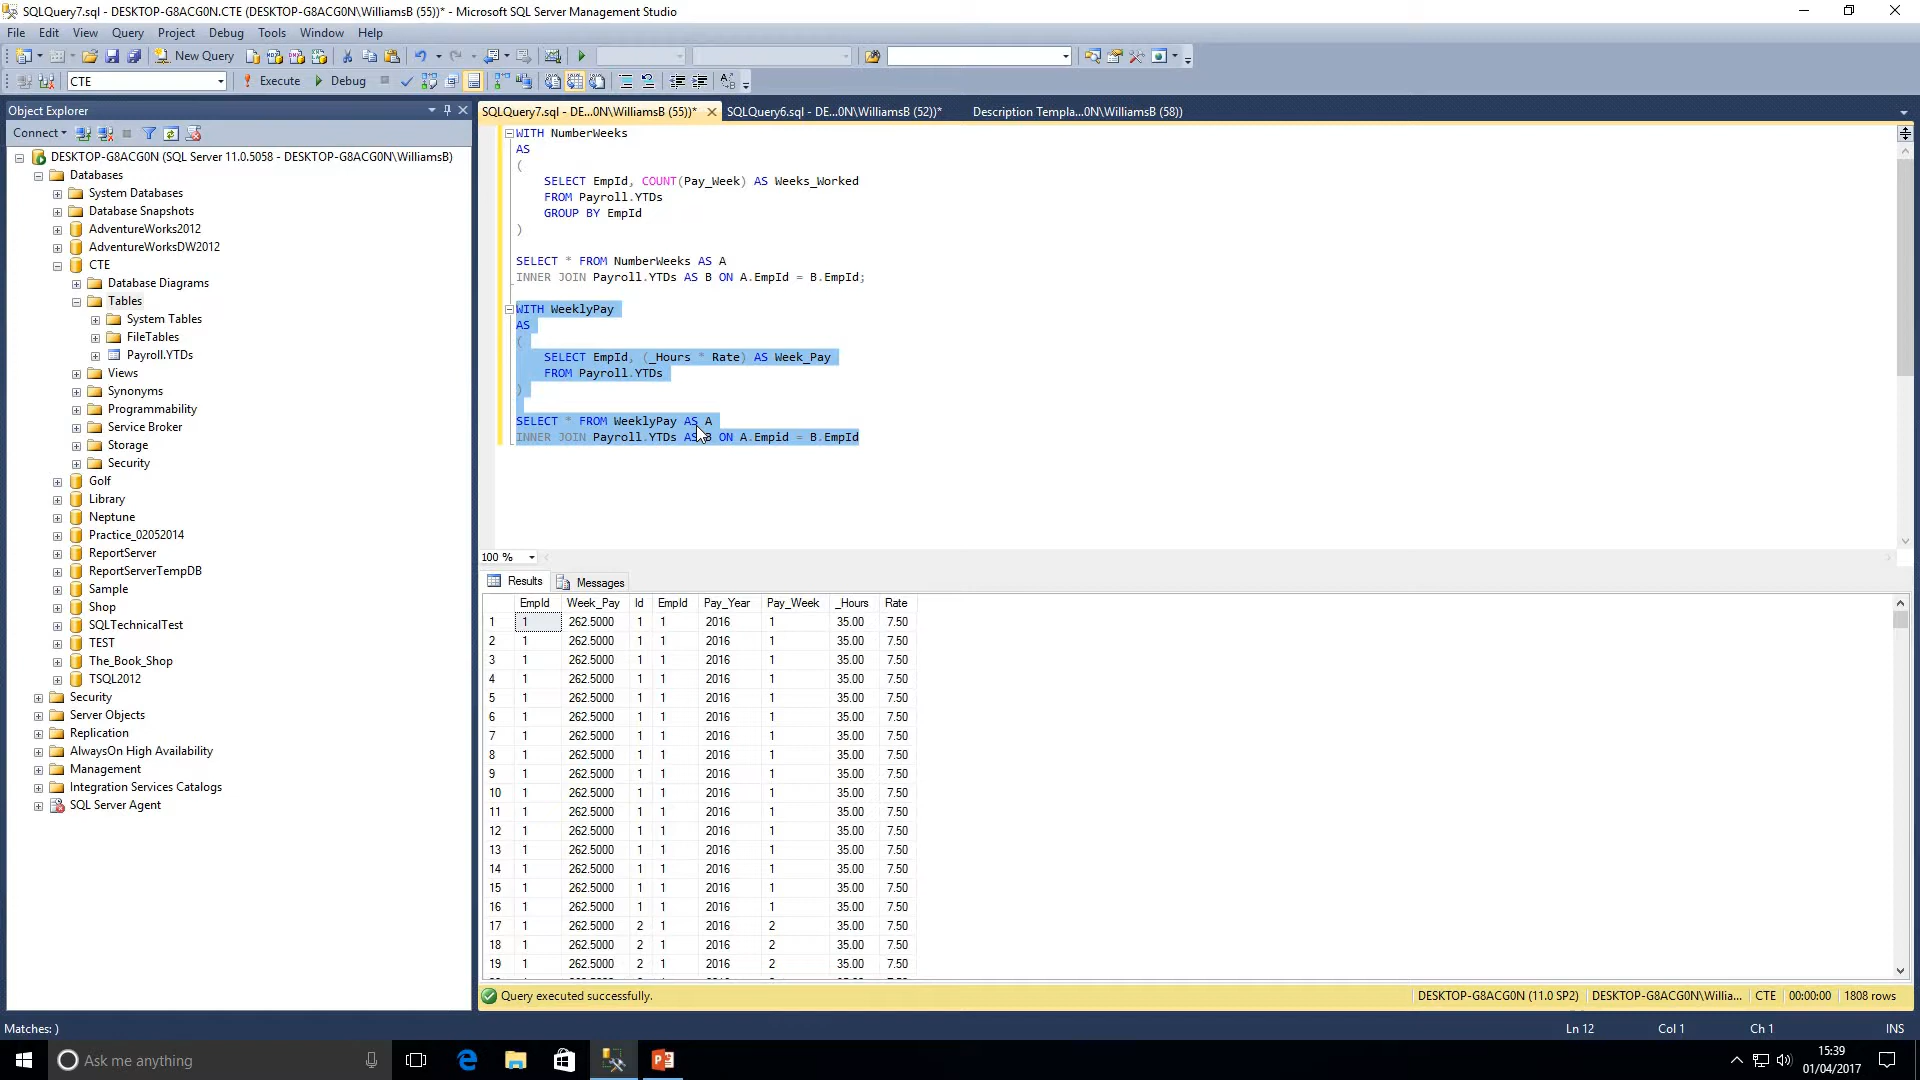 SQLQuery7.sql - DESKTOP-G8ACG0N.CTE (DESKTOP-G8ACG0N\WilliamsB (55))* - Microsoft SQL Server Management Studio
File Edit View Query Project Debug Tools Window Help
New Query
CTE Execute Debug
Object Explorer
Connect
DESKTOP-G8ACG0N (SQL Server 11.0.5058 - DESKTOP-G8ACG0N\WilliamsB)
Databases
System Databases
Database Snapshots
AdventureWorks2012
AdventureWorksDW2012
CTE
Database Diagrams
Tables
System Tables
FileTables
Payroll.YTDs
Views
Synonyms
Programmability
Service Broker
Storage
Security
Golf
Library
Neptune
Practice_02052014
ReportServer
ReportServerTempDB
Sample
Shop
SQLTechnicalTest
TEST
The_Book_Shop
TSQL2012
Security
Server Objects
Replication
AlwaysOn High Availability
Management
Integration Services Catalogs
SQL Server Agent
SQLQuery7.sql - DE...0N\WilliamsB (55))* SQLQuery6.sql - DE...0N\WilliamsB (52))* Description Templa...0N\WilliamsB (58))
WITH NumberWeeks
AS
(
SELECT EmpId, COUNT(Pay_Week) AS Weeks_Worked
FROM Payroll.YTDs
GROUP BY EmpId
)
SELECT * FROM NumberWeeks AS A
INNER JOIN Payroll.YTDs AS B ON A.EmpId = B.EmpId;
WITH WeeklyPay
AS
(
SELECT EmpId, (_Hours * Rate) AS Week_Pay
FROM Payroll.YTDs
)
SELECT * FROM WeeklyPay AS A
INNER JOIN Payroll.YTDs AS B ON A.Empid = B.EmpId
100 %
Results Messages
EmpId Week_Pay Id EmpId Pay_Year Pay_Week _Hours Rate
1 1 262.5000 1 1 2016 1 35.00 7.50
2 1 262.5000 1 1 2016 1 35.00 7.50
3 1 262.5000 1 1 2016 1 35.00 7.50
4 1 262.5000 1 1 2016 1 35.00 7.50
5 1 262.5000 1 1 2016 1 35.00 7.50
6 1 262.5000 1 1 2016 1 35.00 7.50
7 1 262.5000 1 1 2016 1 35.00 7.50
8 1 262.5000 1 1 2016 1 35.00 7.50
9 1 262.5000 1 1 2016 1 35.00 7.50
10 1 262.5000 1 1 2016 1 35.00 7.50
11 1 262.5000 1 1 2016 1 35.00 7.50
12 1 262.5000 1 1 2016 1 35.00 7.50
13 1 262.5000 1 1 2016 1 35.00 7.50
14 1 262.5000 1 1 2016 1 35.00 7.50
15 1 262.5000 1 1 2016 1 35.00 7.50
16 1 262.5000 1 1 2016 1 35.00 7.50
17 1 262.5000 2 1 2016 2 35.00 7.50
18 1 262.5000 2 1 2016 2 35.00 7.50
19 1 262.5000 2 1 2016 2 35.00 7.50
Query executed successfully. DESKTOP-G8ACG0N (11.0 SP2) DESKTOP-G8ACG0N\Willia... CTE 00:00:00 1808 rows
Matches: ) Ln 12 Col 1 Ch 1 INS
Ask me anything
15:39
01/04/2017